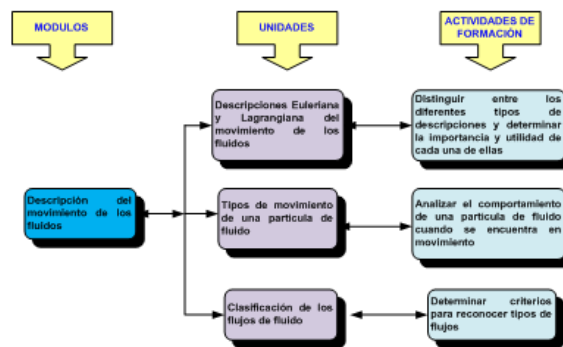 MODULOS
UNIDADES
ACTIVIDADES DE
FORMACIÓN
Descripciones Euleriana
y Lagrangiana del
movimiento de los
fluidos
Distinguir entre los
diferentes tipos de
descripciones y determinar
la importancia y utilidad de
cada una de ellas
Descripción del
movimiento de los
fluidos
Tipos de movimiento
de una particula de
fluido
Analizar el comportamiento
de una particula de fluido
cuando se encuentra en
movimiento
Clasificación de los
flujos de fluido
Determinar criterios
para reconocer tipos de
flujos